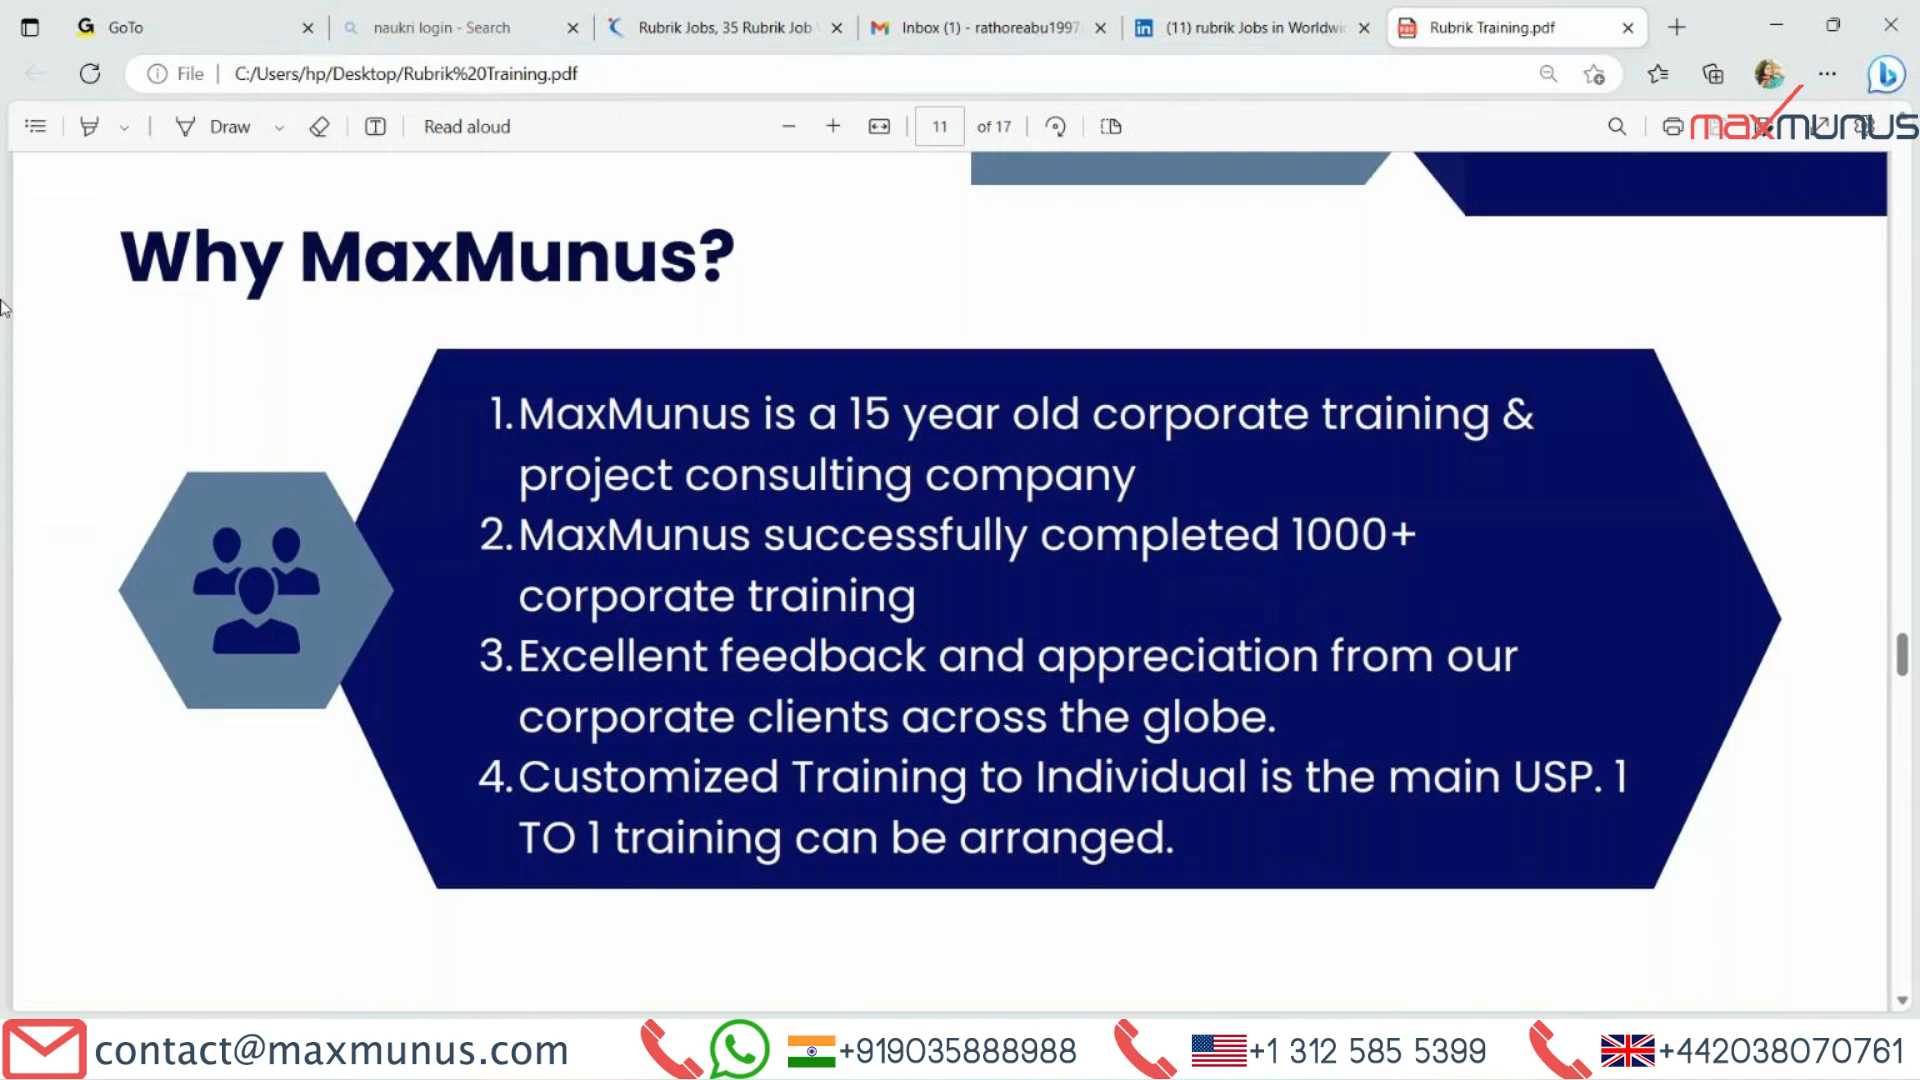 GoTo
naukri login - Search
Rubrik Jobs, 35 Rubrik Job
Inbox (1) - rathoreabu1997
(11) rubrik Jobs in Worldwi
Rubrik Training.pdf
File
C:/Users/hp/Desktop/Rubrik%20Training.pdf
Draw
Read aloud
11
of 17
maxmunus
Why MaxMunus?
1. MaxMunus is a 15 year old corporate training &
project consulting company
2. MaxMunus successfully completed 1000+
corporate training
3. Excellent feedback and appreciation from our
corporate clients across the globe.
4. Customized Training to Individual is the main USP. 1
TO 1 training can be arranged.
contact@maxmunus.com
+919035888988
+1 312 585 5399
+442038070761